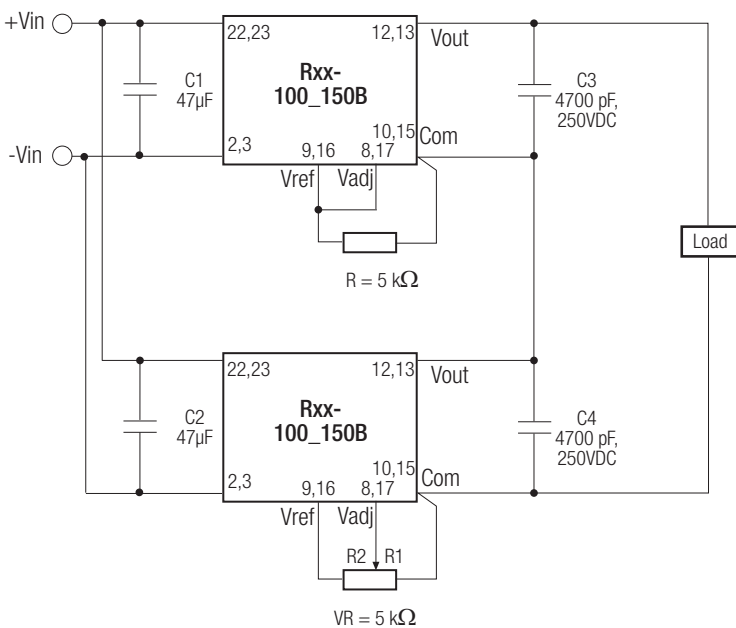 +Vin
22,23
12,13
Vout
C1
47µF
Rxx-
100_150B
C3
4700 pF,
250VDC
-Vin
2,3
10,15
Com
9,16
8,17
Vref
Vadj
R = 5 kΩ
Load
22,23
12,13
Vout
C2
47µF
Rxx-
100_150B
C4
4700 pF,
250VDC
2,3
10,15
Com
9,16
8,17
Vref
Vadj
R2
R1
VR = 5 kΩ